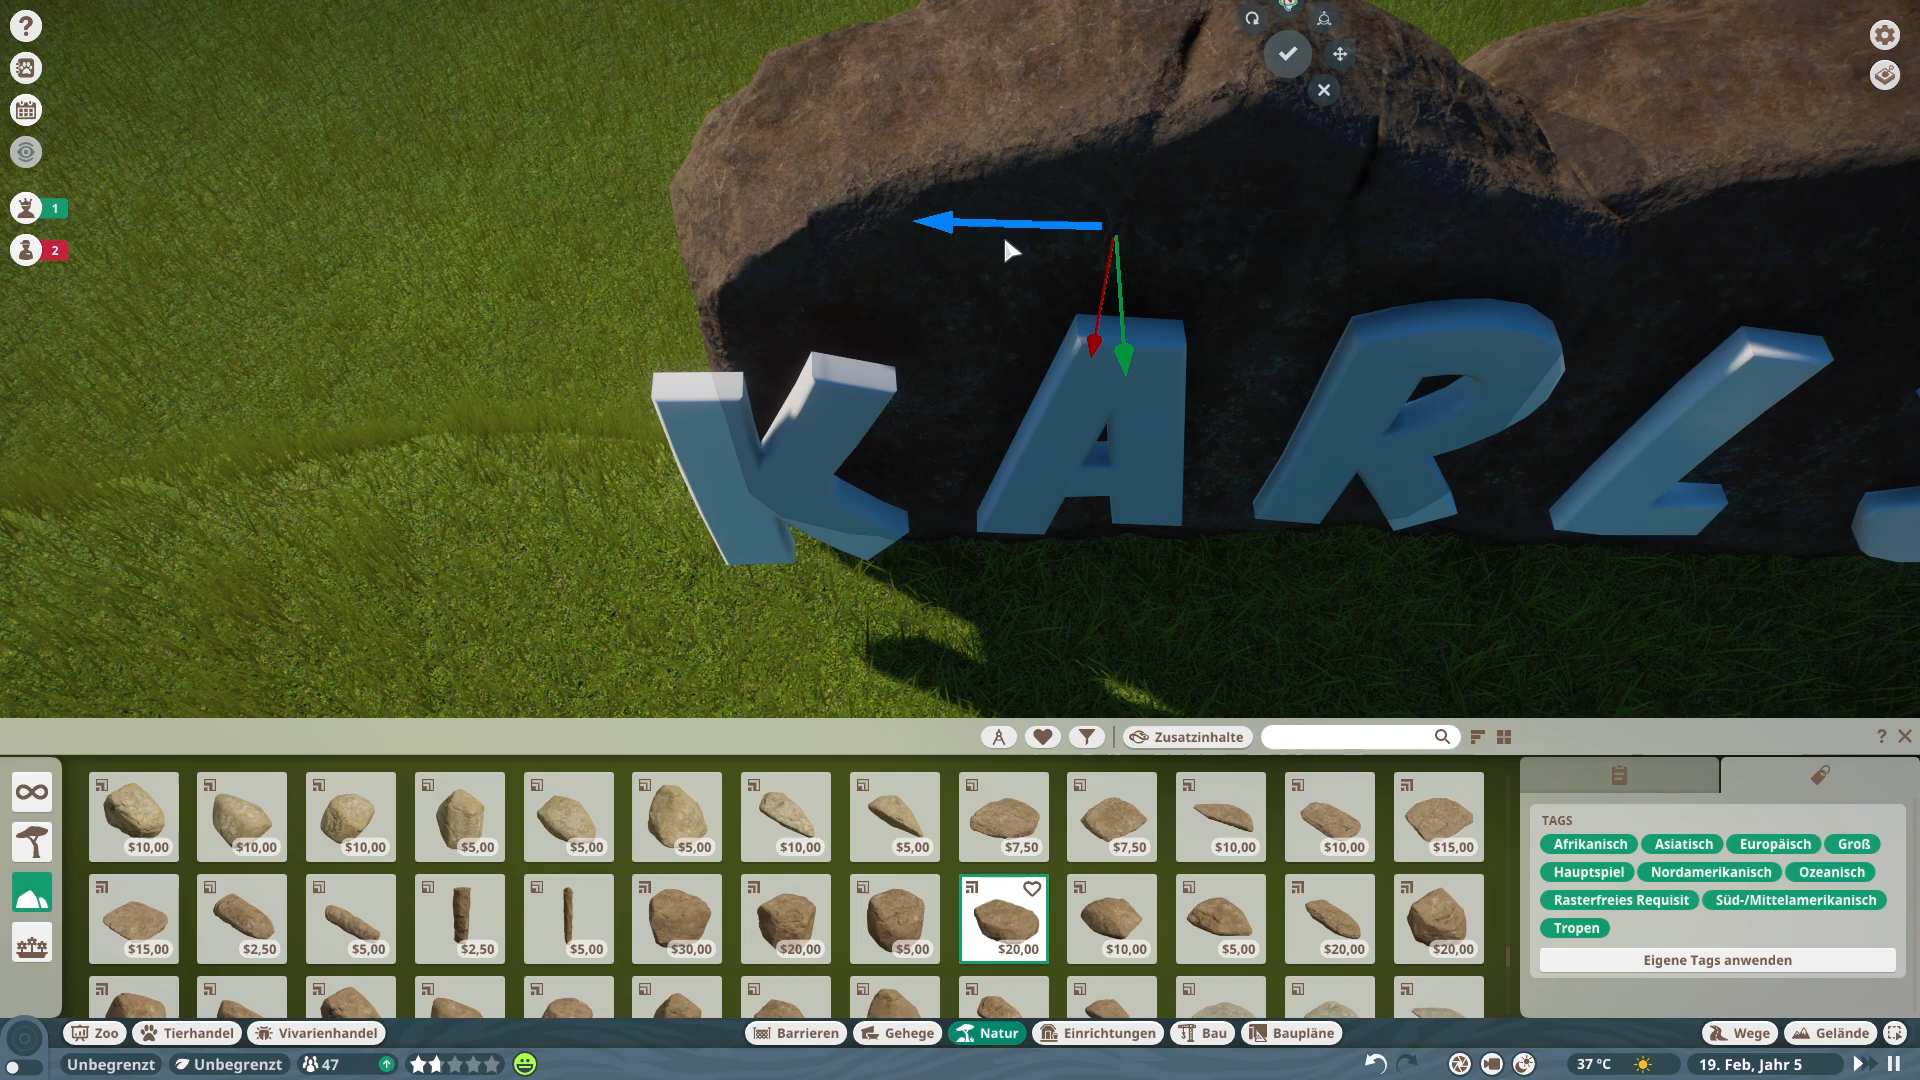 ?
1
2
KARL
Zusatzinhalte
?
$10,00 $10,00 $10,00 $5,00 $5,00 $5,00 $10,00 $5,00 $7,50 $7,50 $10,00 $10,00 $15,00
$15,00 $2,50 $5,00 $2,50 $5,00 $30,00 $20,00 $5,00 $20,00 $10,00 $5,00 $20,00 $20,00
TAGS
Afrikanisch Asiatisch Europäisch Groß
Hauptspiel Nordamerikanisch Ozeanisch
Rasterfreies Requisit Süd-/Mittelamerikanisch
Tropen
Eigene Tags anwenden
Zoo Tierhandel Vivarienhandel Barrieren Gehege Natur Einrichtungen Bau Baupläne Wege Gelände
Unbegrenzt Unbegrenzt 47 37 °C 19. Feb, Jahr 5